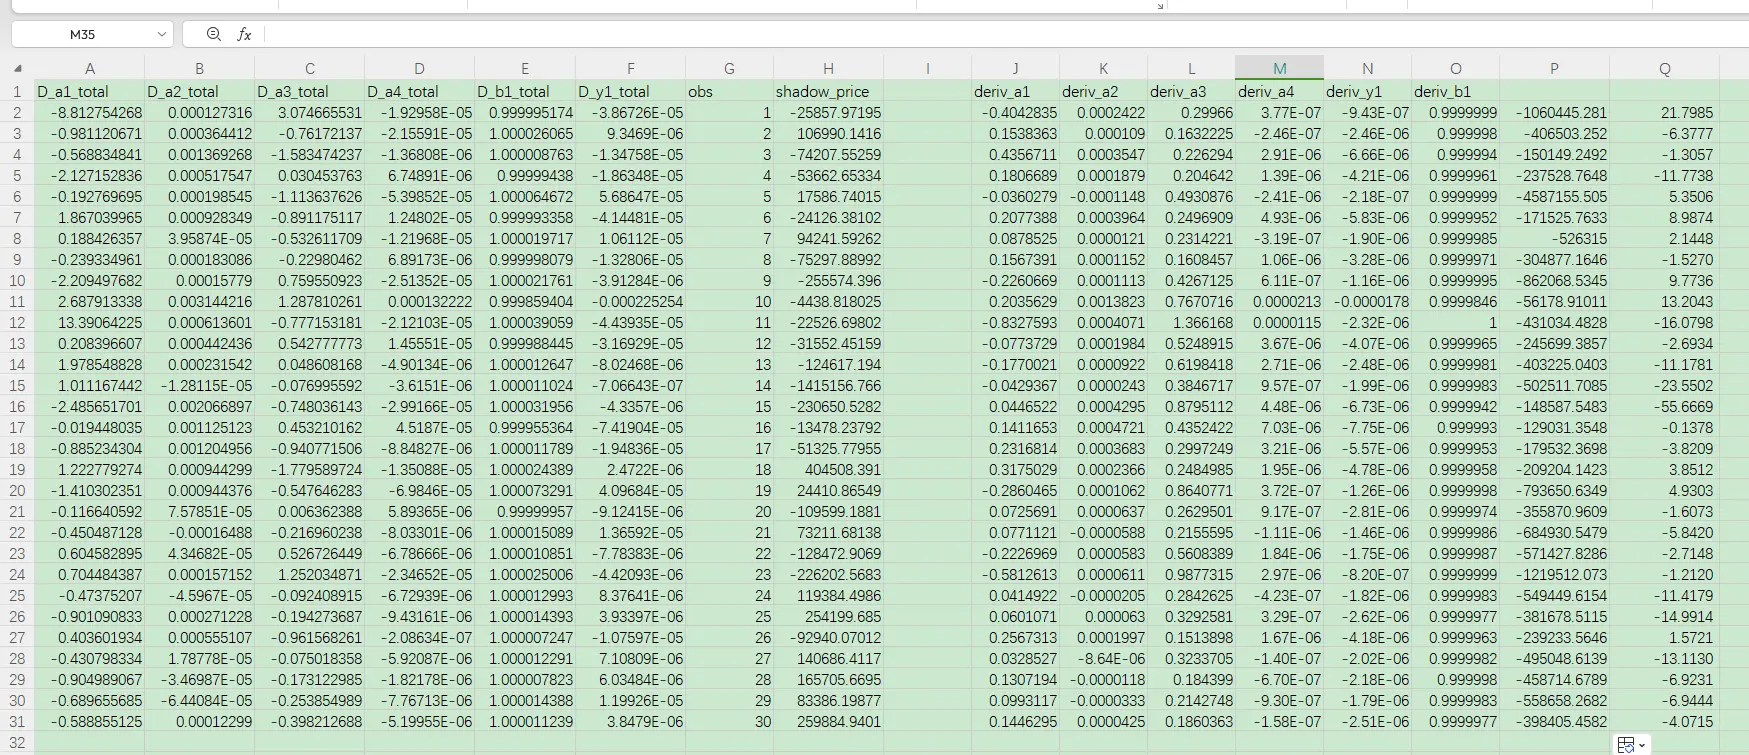 M35 fx
A B C D E F G H I J K L M N O P Q
1 D_a1_total D_a2_total D_a3_total D_a4_total D_b1_total D_y1_total obs shadow_price deriv_a1 deriv_a2 deriv_a3 deriv_a4 deriv_y1 deriv_b1
2 -8.812754268 0.000127316 3.074665531 -1.92958E-05 0.999995174 -3.86726E-05 1 -25857.97195 -0.4042835 0.0002422 0.29966 3.77E-07 -9.43E-07 0.9999999 -1060445.281 21.7985
3 -0.981120671 0.000364412 -0.76172137 -2.15591E-05 1.000026065 9.3469E-06 2 106990.1416 0.1538363 0.000109 0.1632225 -2.46E-07 -2.46E-06 0.999998 -406503.252 -6.3777
4 -0.568834841 0.001369268 -1.583474237 -1.36808E-06 1.000008763 -1.34758E-05 3 -74207.55259 0.4356711 0.0003547 0.226294 2.91E-06 -6.66E-06 0.999994 -150149.2492 -1.3057
5 -2.127152836 0.000517547 0.030453763 6.74891E-06 0.99999438 -1.86348E-05 4 -53662.65334 0.1806689 0.0001879 0.204642 1.39E-06 -4.21E-06 0.9999961 -237528.7648 -11.7738
6 -0.192769695 0.000198545 -1.113637626 -5.39852E-05 1.000064672 5.68647E-05 5 17586.74015 -0.0360279 -0.0001148 0.4930876 -2.41E-06 -2.18E-07 0.9999999 -4587155.505 5.3506
7 1.867039965 0.000928349 -0.891175117 1.24802E-05 0.999993358 -4.14481E-05 6 -24126.38102 0.2077388 0.0003964 0.2496909 4.93E-06 -5.83E-06 0.9999952 -171525.7633 8.9874
8 0.188426357 3.95874E-05 -0.532611709 -1.21968E-05 1.000019717 1.06112E-05 7 94241.59262 0.0878525 0.0000121 0.2314221 -3.19E-07 -1.90E-06 0.9999985 -526315 2.1448
9 -0.239334961 0.000183086 -0.22980462 6.89173E-06 0.999998079 -1.32806E-05 8 -75297.88992 0.1567391 0.0001152 0.1608457 1.06E-06 -3.28E-06 0.9999971 -304877.1646 -1.5270
10 -2.209497682 0.00015779 0.759550923 -2.51352E-05 1.000021761 -3.91284E-06 9 -255574.396 -0.2260669 0.0001113 0.4267125 6.11E-07 -1.16E-06 0.9999995 -862068.5345 9.7736
11 2.687913338 0.003144216 1.287810261 0.000132222 0.999859404 -0.000225254 10 -4438.818025 0.2035629 0.0013823 0.7670716 0.0000213 -0.0000178 0.9999846 -56178.91011 13.2043
12 13.39064225 0.000613601 -0.777153181 -2.12103E-05 1.000039059 -4.43935E-05 11 -22526.69802 -0.8327593 0.0004071 1.366168 0.0000115 -2.32E-06 1 -431034.4828 -16.0798
13 0.208396607 0.000442436 0.542777773 1.45551E-05 0.999988445 -3.16929E-05 12 -31552.45159 -0.0773729 0.0001984 0.5248915 3.67E-06 -4.07E-06 0.9999965 -245699.3857 -2.6934
14 1.978548828 0.000231542 0.048608168 -4.90134E-06 1.000012647 -8.02468E-06 13 -124617.194 -0.1770021 0.0000922 0.6198418 2.71E-06 -2.48E-06 0.9999981 -403225.0403 -11.1781
15 1.011167442 -1.28115E-05 -0.076995592 -3.6151E-06 1.000011024 -7.06643E-07 14 -1415156.766 -0.0429367 0.0000243 0.3846717 9.57E-07 -1.99E-06 0.9999983 -502511.7085 -23.5502
16 -2.485651701 0.002066897 -0.748036143 -2.99166E-05 1.000031956 -4.3357E-06 15 -230650.5282 0.0446522 0.0004295 0.8795112 4.48E-06 -6.73E-06 0.9999942 -148587.5483 -55.6669
17 -0.019448035 0.001125123 0.453210162 4.5187E-05 0.999955364 -7.41904E-05 16 -13478.23792 0.1411653 0.0004721 0.4352422 7.03E-06 -7.75E-06 0.999993 -129031.3548 -0.1378
18 -0.885234304 0.001204956 -0.940771506 -8.84827E-06 1.000011789 -1.94836E-05 17 -51325.77955 0.2316814 0.0003683 0.2997249 3.21E-06 -5.57E-06 0.9999953 -179532.3698 -3.8209
19 1.222779274 0.000944299 -1.779589724 -1.35088E-05 1.000024389 2.4722E-06 18 404508.391 0.3175029 0.0002366 0.2484985 1.95E-06 -4.78E-06 0.9999958 -209204.1423 3.8512
20 -1.410302351 0.000944376 -0.547646283 -6.9846E-05 1.000073291 4.09684E-05 19 24410.86549 -0.2860465 0.0001062 0.8640771 3.72E-07 -1.26E-06 0.9999998 -793650.6349 4.9303
21 -0.116640592 7.57851E-05 0.006362388 5.89365E-06 0.99999957 -9.12415E-06 20 -109599.1881 0.0725691 0.0000637 0.2629501 9.17E-07 -2.81E-06 0.9999974 -355870.9609 -1.6073
22 -0.450487128 -0.00016488 -0.216960238 -8.03301E-06 1.000015089 1.36592E-05 21 73211.68138 0.0771121 -0.0000588 0.2155595 -1.11E-06 -1.46E-06 0.9999986 -684930.5479 -5.8420
23 0.604582895 4.34682E-05 0.526726449 -6.78666E-06 1.000010851 -7.78383E-06 22 -128472.9069 -0.2226969 0.0000583 0.5608389 1.84E-06 -1.75E-06 0.9999987 -571427.8286 -2.7148
24 0.704484387 0.000157152 1.252034871 -2.34652E-05 1.000025006 -4.42093E-06 23 -226202.5683 -0.5812613 0.0000611 0.9877315 2.97E-06 -8.20E-07 0.9999999 -1219512.073 -1.2120
25 -0.47375207 -4.5967E-05 -0.092408915 -6.72939E-06 1.000012993 8.37641E-06 24 119384.4986 0.0414922 -0.0000205 0.2842625 -4.23E-07 -1.82E-06 0.9999983 -549449.6154 -11.4179
26 -0.901090833 0.000271228 -0.194273687 -9.43161E-06 1.000014393 3.93397E-06 25 254199.685 0.0601071 0.000063 0.3292581 3.29E-07 -2.62E-06 0.9999977 -381678.5115 -14.9914
27 0.403601934 0.000555107 -0.961568261 -2.08634E-07 1.000007247 -1.07597E-05 26 -92940.07012 0.2567313 0.0001997 0.1513898 1.67E-06 -4.18E-06 0.9999963 -239233.5646 1.5721
28 -0.430798334 1.78778E-05 -0.075018358 -5.92087E-06 1.000012291 7.10809E-06 27 140686.4117 0.0328527 -8.64E-06 0.3233705 -1.40E-07 -2.02E-06 0.9999982 -495048.6139 -13.1130
29 -0.904989067 -3.46987E-05 -0.173122985 -1.82178E-06 1.000007823 6.03484E-06 28 165705.6695 0.1307194 -0.0000118 0.184399 -6.70E-07 -2.18E-06 0.999998 -458714.6789 -6.9231
30 -0.689655685 -6.44084E-05 -0.253854989 -7.76713E-06 1.000014388 1.19926E-05 29 83386.19877 0.0993117 -0.0000333 0.2142748 -9.30E-07 -1.79E-06 0.9999983 -558658.2682 -6.9444
31 -0.588855125 0.00012299 -0.398212688 -5.19955E-06 1.000011239 3.8479E-06 30 259884.9401 0.1446295 0.0000425 0.1860363 -1.58E-07 -2.51E-06 0.9999977 -398405.4582 -4.0715
32